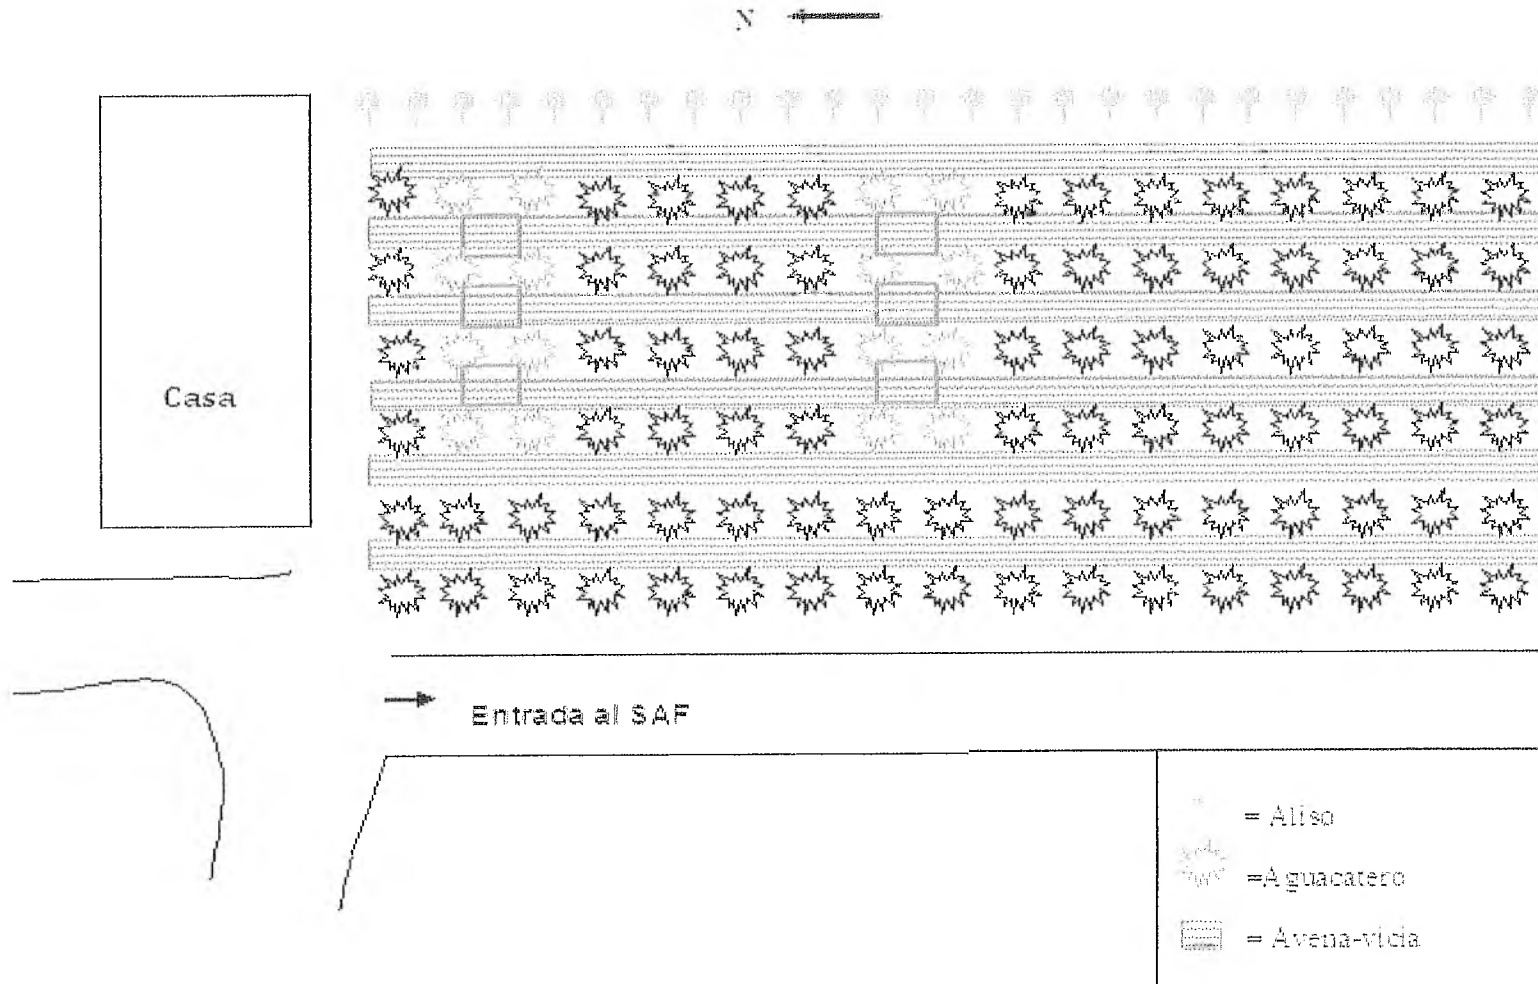 N
Casa
Entrada al SAF
= Aliso
=Aguacatero
= Avena-vicia